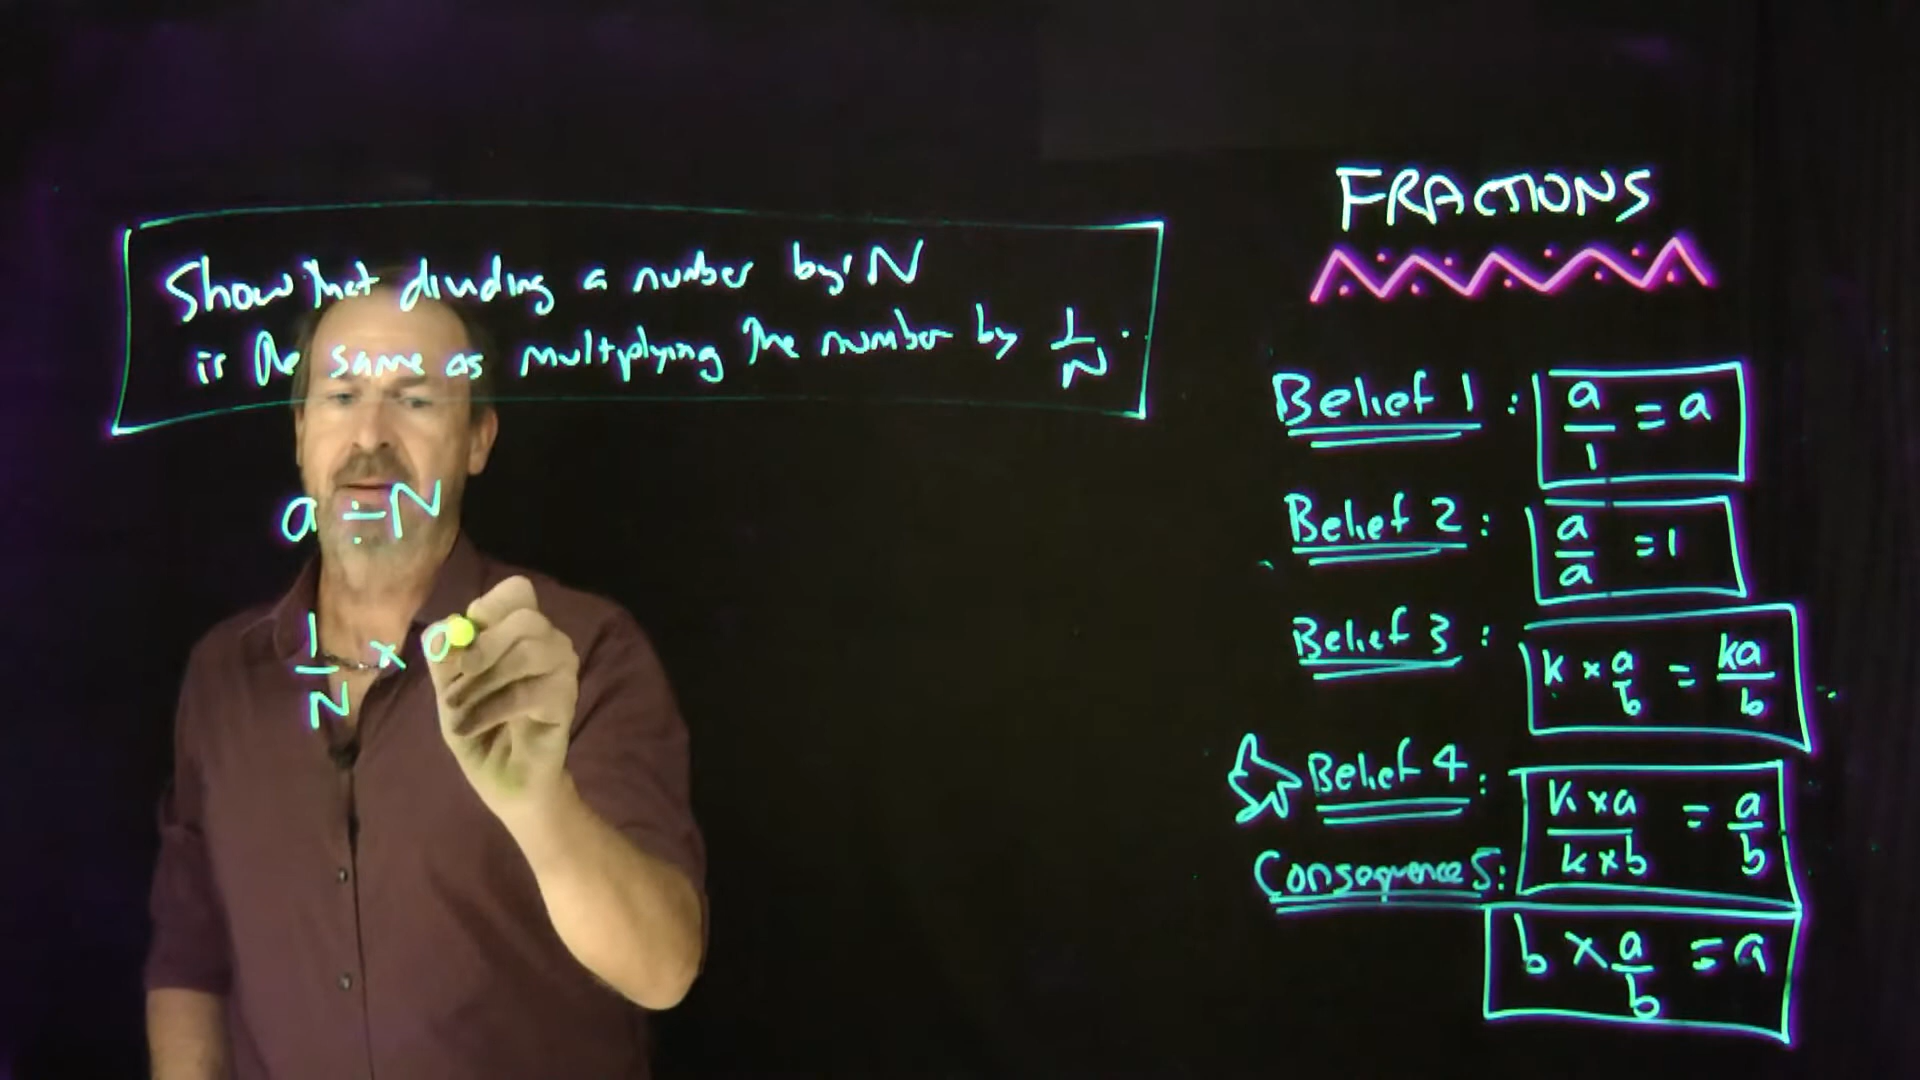 Show that dividing a number by N
is the same as multiplying the number by 1/N.
a ÷ N
1/N × a
FRACTIONS
Belief 1: a/1 = a
Belief 2: a/a = 1
Belief 3: k × a/b = ka/b
Belief 4: k × a / k × b = a/b
Consequence 5:
b × a/b = a